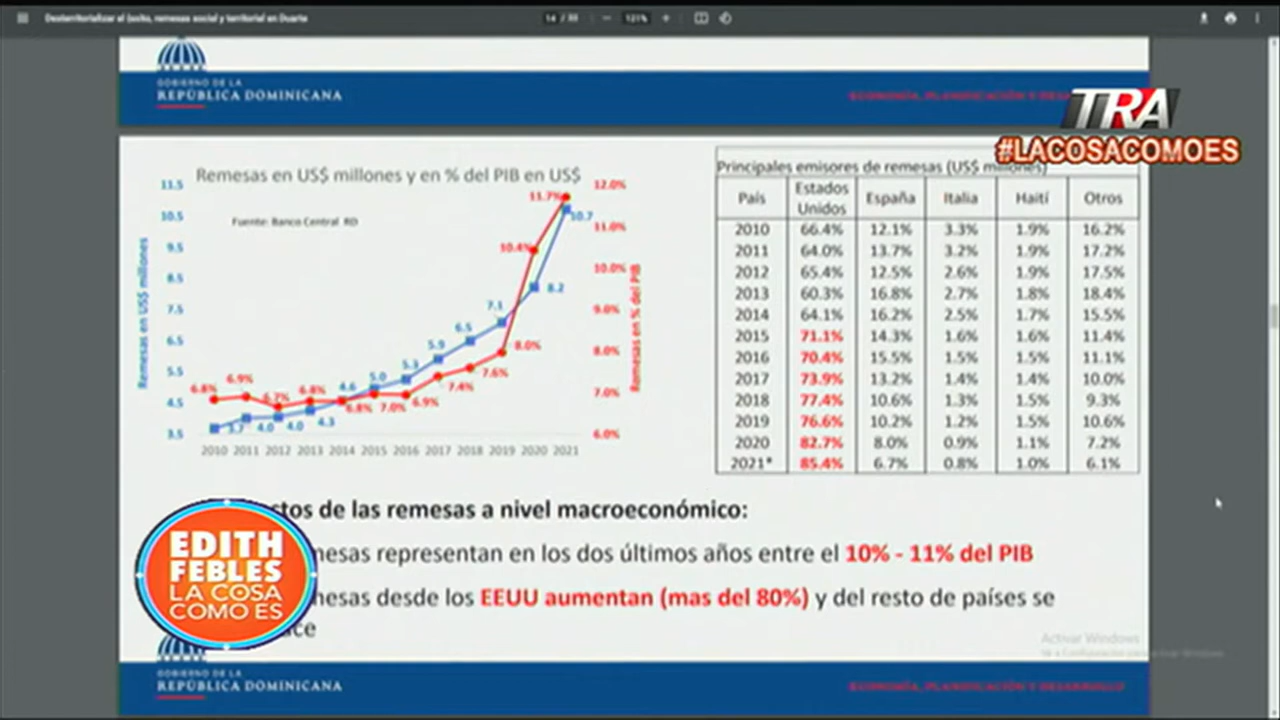 Desterritorializar el éxito, remesas social y territorial en Duarte
121%
GOBIERNO DE LA
REPÚBLICA DOMINICANA
TRA
#LACOSACOMOES
Remesas en US$ millones y en % del PIB en US$
Fuente: Banco Central RD
Remesas en US$ millones
11.5
10.5
9.5
8.5
7.5
6.5
5.5
4.5
3.5
12.0%
11.0%
10.0%
9.0%
8.0%
7.0%
6.0%
Remesas en % del PIB
6.8% 6.9% 6.7% 6.8% 6.8% 7.0% 6.9% 7.4% 7.6% 8.0% 10.4% 11.7%
3.7 4.0 4.0 4.3 4.6 5.0 5.3 5.9 6.5 7.1 8.2 10.7
2010 2011 2012 2013 2014 2015 2016 2017 2018 2019 2020 2021
Principales emisores de remesas (US$ millones)
País Estados Unidos España Italia Haití Otros
2010 66.4% 12.1% 3.3% 1.9% 16.2%
2011 64.0% 13.7% 3.2% 1.9% 17.2%
2012 65.4% 12.5% 2.6% 1.9% 17.5%
2013 60.3% 16.8% 2.7% 1.8% 18.4%
2014 64.1% 16.2% 2.5% 1.7% 15.5%
2015 71.1% 14.3% 1.6% 1.6% 11.4%
2016 70.4% 15.5% 1.5% 1.5% 11.1%
2017 73.9% 13.2% 1.4% 1.4% 10.0%
2018 77.4% 10.6% 1.3% 1.5% 9.3%
2019 76.6% 10.2% 1.2% 1.5% 10.6%
2020 82.7% 8.0% 0.9% 1.1% 7.2%
2021* 85.4% 6.7% 0.8% 1.0% 6.1%
ctos de las remesas a nivel macroeconómico:
mesas representan en los dos últimos años entre el 10% - 11% del PIB
mesas desde los EEUU aumentan (mas del 80%) y del resto de países se
ce
EDITH
FEBLES
LA COSA
COMO ES
Activar Windows
GOBIERNO DE LA
REPÚBLICA DOMINICANA
ECONOMÍA, PLANIFICACIÓN Y DESARROLLO